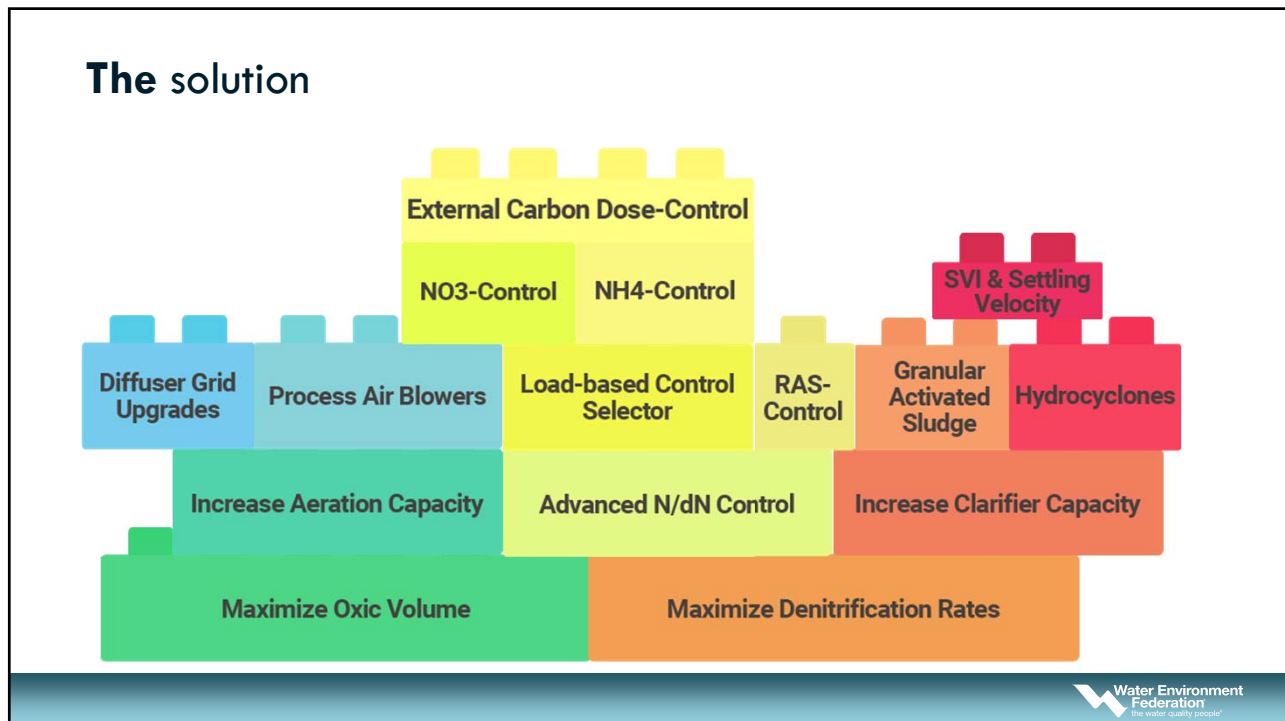 The solution
External Carbon Dose-Control
NO3-Control
NH4-Control
SVI & Settling
Velocity
Diffuser Grid
Upgrades
Process Air Blowers
Load-based Control
Selector
RAS-
Control
Granular
Activated
Sludge
Hydrocyclones
Increase Aeration Capacity
Advanced N/dN Control
Increase Clarifier Capacity
Maximize Oxic Volume
Maximize Denitrification Rates
Water Environment
Federation
the water quality people®